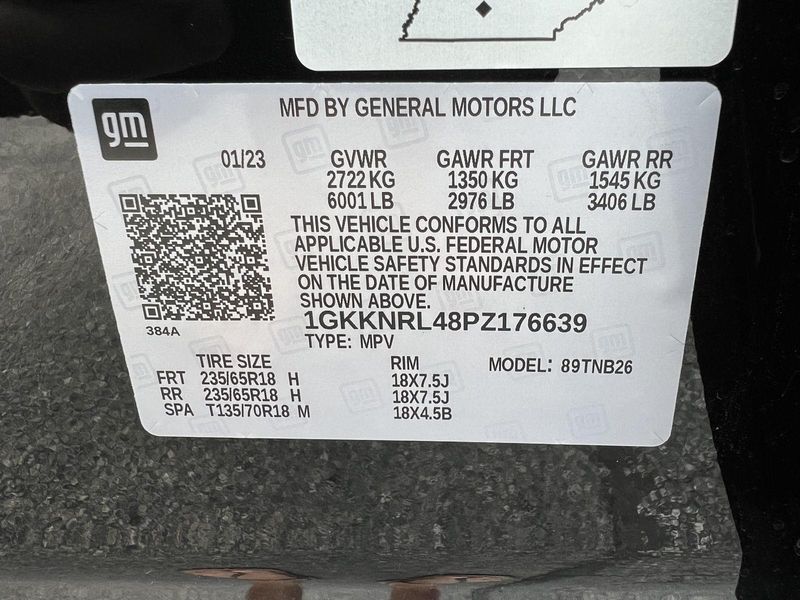 gm
MFD BY GENERAL MOTORS LLC
01/23 GVWR GAWR FRT GAWR RR
2722 KG 1350 KG 1545 KG
6001 LB 2976 LB 3406 LB
THIS VEHICLE CONFORMS TO ALL
APPLICABLE U.S. FEDERAL MOTOR
VEHICLE SAFETY STANDARDS IN EFFECT
ON THE DATE OF MANUFACTURE
SHOWN ABOVE.
384A
1GKKNRL48PZ176639
TYPE: MPV
TIRE SIZE RIM MODEL: 89TNB26
FRT 235/65R18 H 18X7.5J
RR 235/65R18 H 18X7.5J
SPA T135/70R18 M 18X4.5B